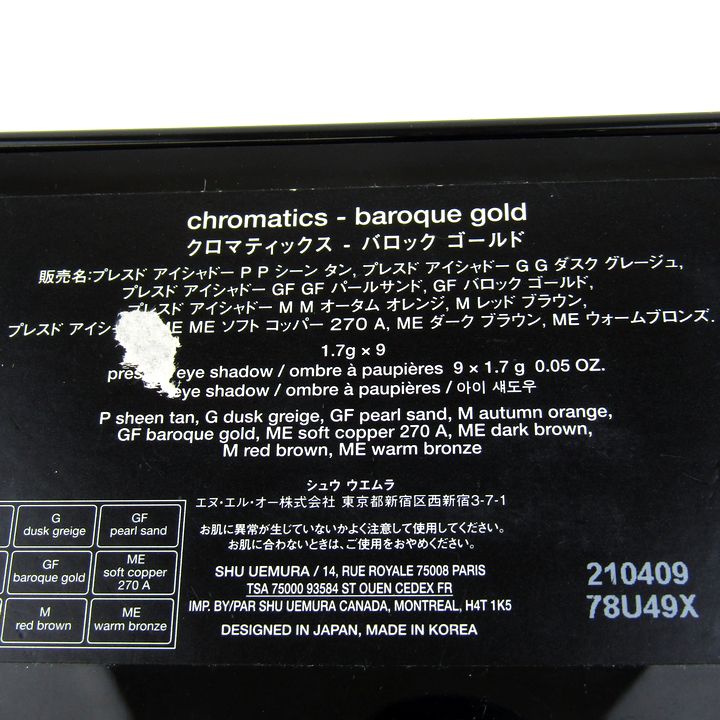 chromatics - baroque gold
クロマティックス - バロック ゴールド
販売名:プレスド アイシャドー P P シーン タン, プレスド アイシャドー G G ダスク グレージュ,
プレスド アイシャドー GF GF パールサンド, GF バロック ゴールド,
プレスド アイシャドー M M オータム オレンジ, M レッド ブラウン,
プレスド アイシ ME ME ソフト コッパー 270 A, ME ダーク ブラウン, ME ウォームブロンズ.
1.7g × 9
eye shadow / ombre à paupières 9 × 1.7 g 0.05 OZ.
eye shadow / ombre à paupières / 아이 섀도우
P sheen tan, G dusk greige, GF pearl sand, M autumn orange,
GF baroque gold, ME soft copper 270 A, ME dark brown,
M red brown, ME warm bronze
シュウ ウエムラ
エヌ・エル・オー株式会社 東京都新宿区西新宿3-7-1
お肌に異常が生じていないかよく注意して使用してください。
お肌に合わないときは、ご使用をおやめください。
SHU UEMURA / 14, RUE ROYALE 75008 PARIS
TSA 75000 93584 ST OUEN CEDEX FR
IMP. BY/PAR SHU UEMURA CANADA, MONTREAL, H4T 1K5
DESIGNED IN JAPAN, MADE IN KOREA
G
dusk greige
GF
pearl sand
GF
baroque gold
ME
soft copper
270 A
M
red brown
ME
warm bronze
210409
78U49X